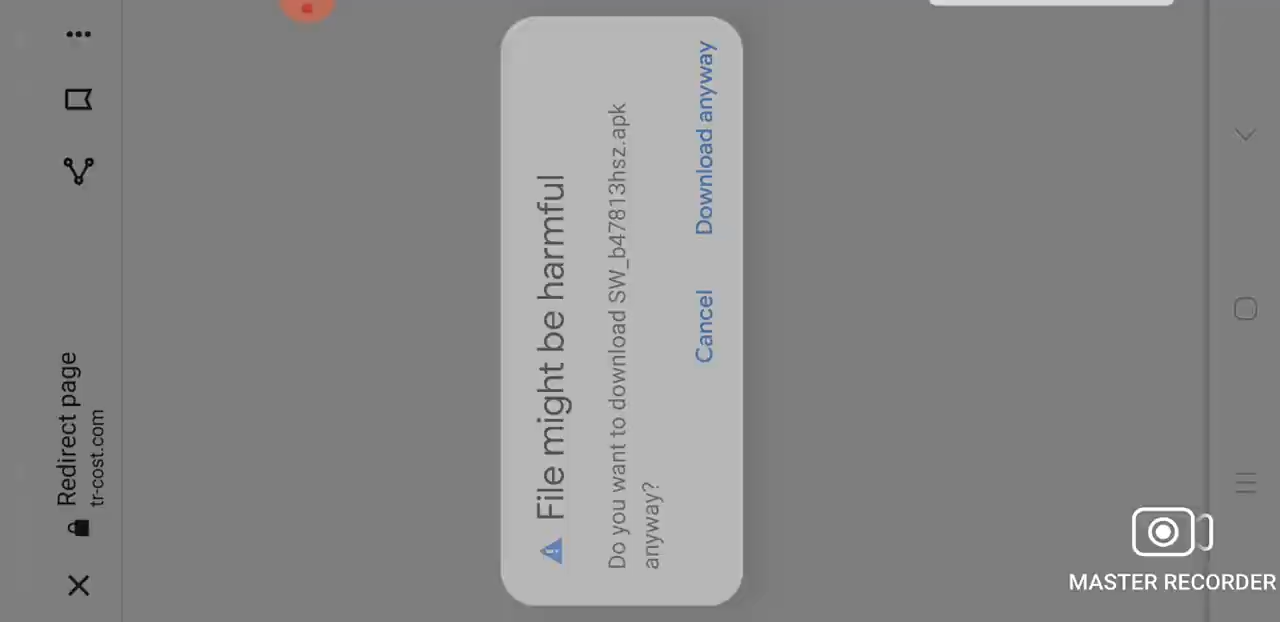 Redirect page
tr-cost.com
File might be harmful
Do you want to download SW_b47813hsz.apk
anyway?
Cancel
Download anyway
MASTER RECORDER